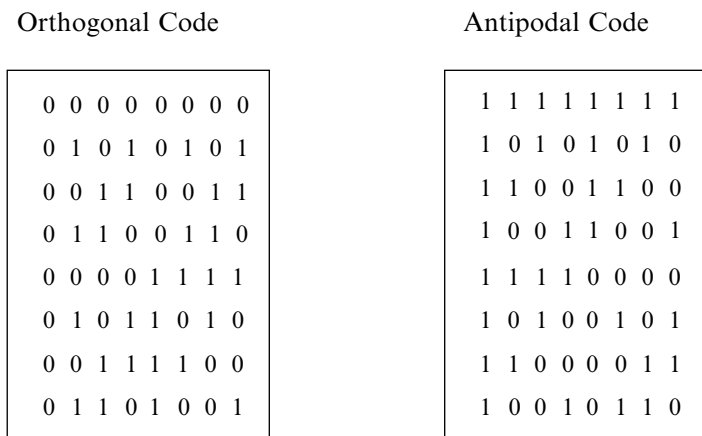 Orthogonal Code
0 0 0 0 0 0 0 0
0 1 0 1 0 1 0 1
0 0 1 1 0 0 1 1
0 1 1 0 0 1 1 0
0 0 0 0 1 1 1 1
0 1 0 1 1 0 1 0
0 0 1 1 1 1 0 0
0 1 1 0 1 0 0 1
Antipodal Code
1 1 1 1 1 1 1 1
1 0 1 0 1 0 1 0
1 1 0 0 1 1 0 0
1 0 0 1 1 0 0 1
1 1 1 1 0 0 0 0
1 0 1 0 0 1 0 1
1 1 0 0 0 0 1 1
1 0 0 1 0 1 1 0